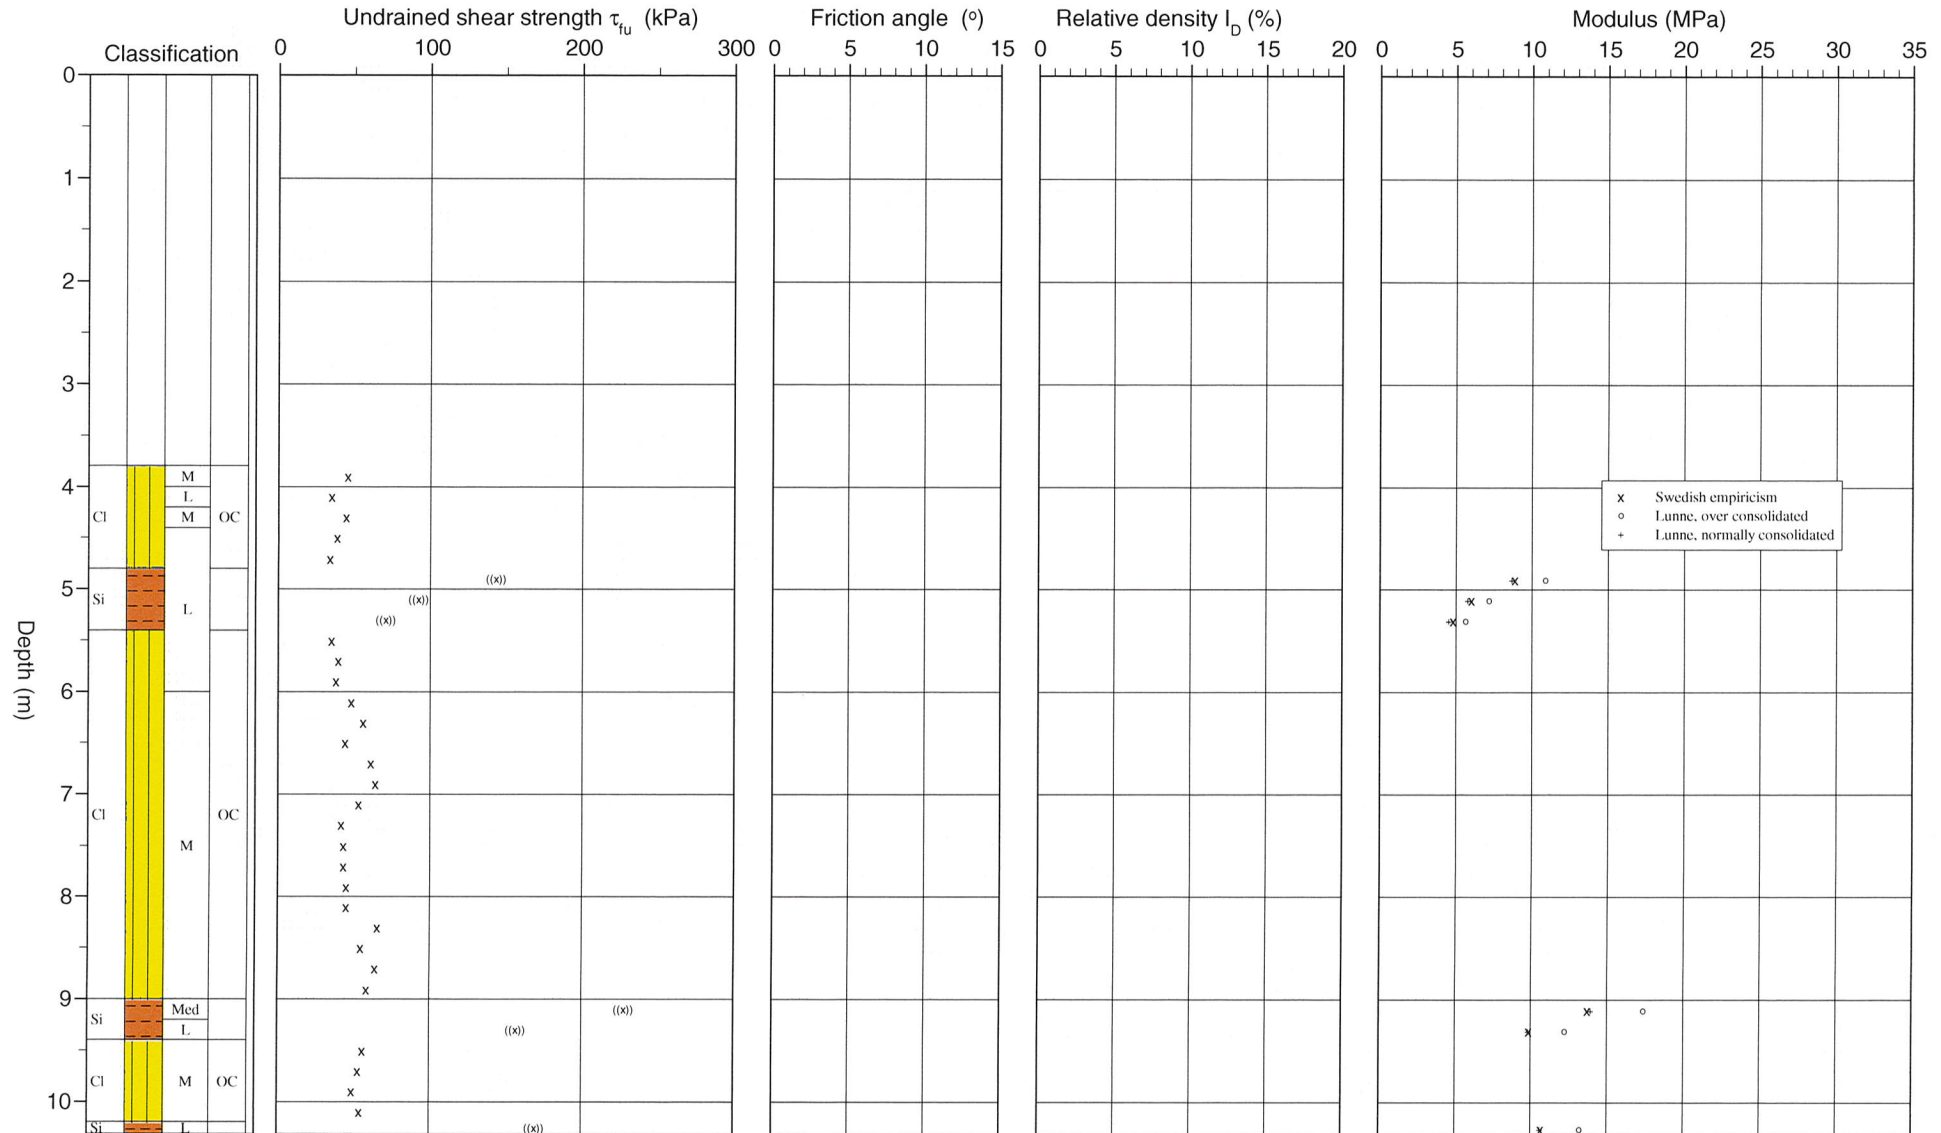 Undrained shear strength τfu (kPa) Friction angle (o) Relative density ID (%) Modulus (MPa)
Classification 0 100 200 300 0 5 10 15 0 5 10 15 20 0 5 10 15 20 25 30 35
0
1
2
3
M
4 L
Cl M OC
x Swedish empiricism
o Lunne, over consolidated
+ Lunne, normally consolidated
((x))
5
Si ((x))
L
((x))
Depth (m)
6
7
Cl OC
M
8
9
Med ((x))
Si
L ((x))
Cl M OC
10
Si L ((x))